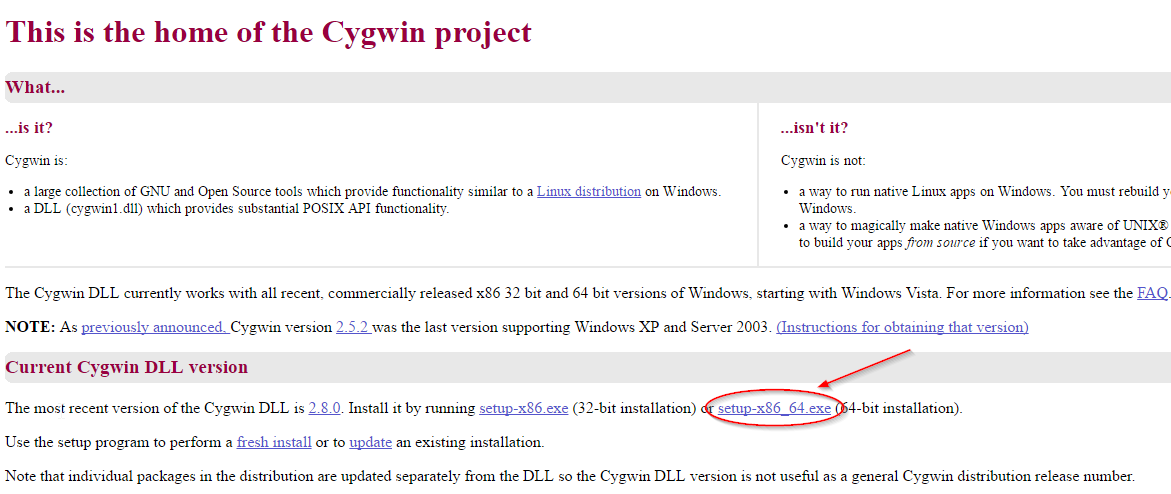 This is the home of the Cygwin project
What...
...is it?
Cygwin is:
a large collection of GNU and Open Source tools which provide functionality similar to a Linux distribution on Windows.
a DLL (cygwin1.dll) which provides substantial POSIX API functionality.
...isn't it?
Cygwin is not:
a way to run native Linux apps on Windows. You must rebuild y
Windows.
a way to magically make native Windows apps aware of UNIX®
to build your apps from source if you want to take advantage of C
The Cygwin DLL currently works with all recent, commercially released x86 32 bit and 64 bit versions of Windows, starting with Windows Vista. For more information see the FAQ.
NOTE: As previously announced, Cygwin version 2.5.2 was the last version supporting Windows XP and Server 2003. (Instructions for obtaining that version)
Current Cygwin DLL version
The most recent version of the Cygwin DLL is 2.8.0. Install it by running setup-x86.exe (32-bit installation) or setup-x86_64.exe (64-bit installation).
Use the setup program to perform a fresh install or to update an existing installation.
Note that individual packages in the distribution are updated separately from the DLL so the Cygwin DLL version is not useful as a general Cygwin distribution release number.